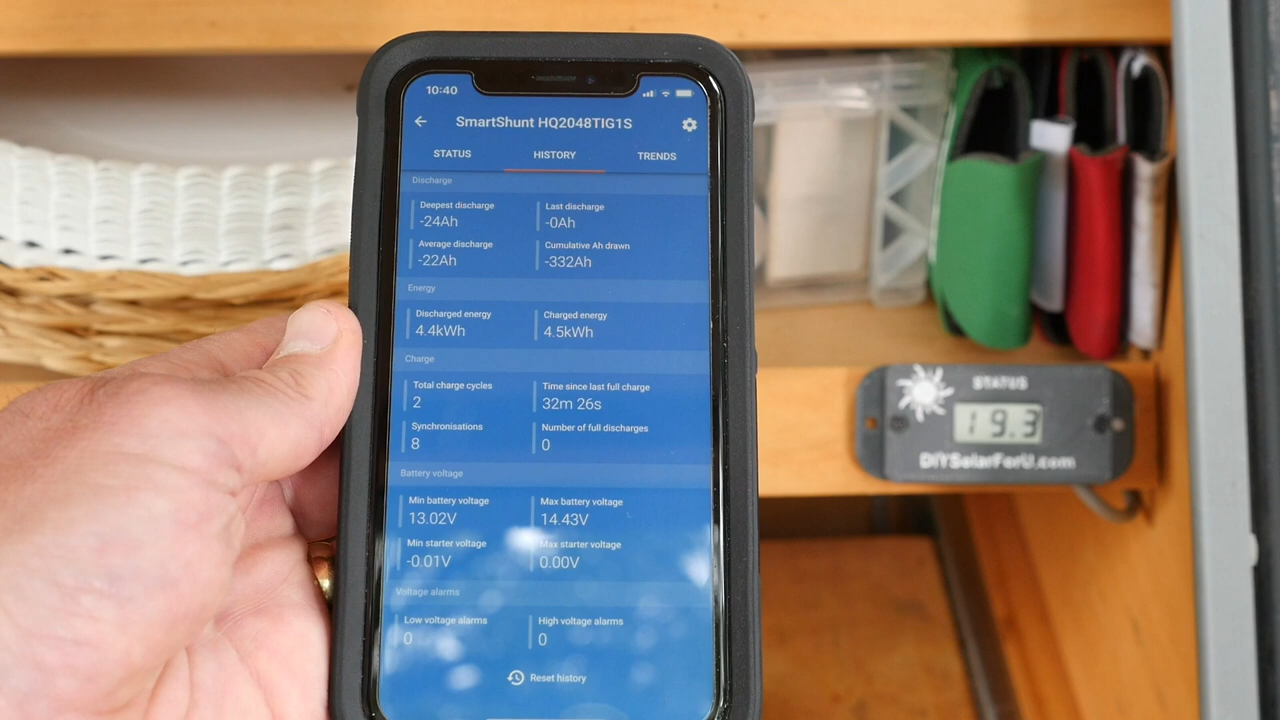 10:40
SmartShunt HQ2048TIG1S
STATUS HISTORY TRENDS
Discharge
Deepest discharge Last discharge
-24Ah -0Ah
Average discharge Cumulative Ah drawn
-22Ah -332Ah
Energy
Discharged energy Charged energy
4.4kWh 4.5kWh
Charge
Total charge cycles Time since last full charge
2 32m 26s
Synchronisations Number of full discharges
8 0
Battery voltage
Min battery voltage Max battery voltage
13.02V 14.43V
Min starter voltage Max starter voltage
-0.01V 0.00V
Voltage alarms
Low voltage alarms High voltage alarms
0 0
Reset history
STATUS
19.3
DIYSolarForU.com